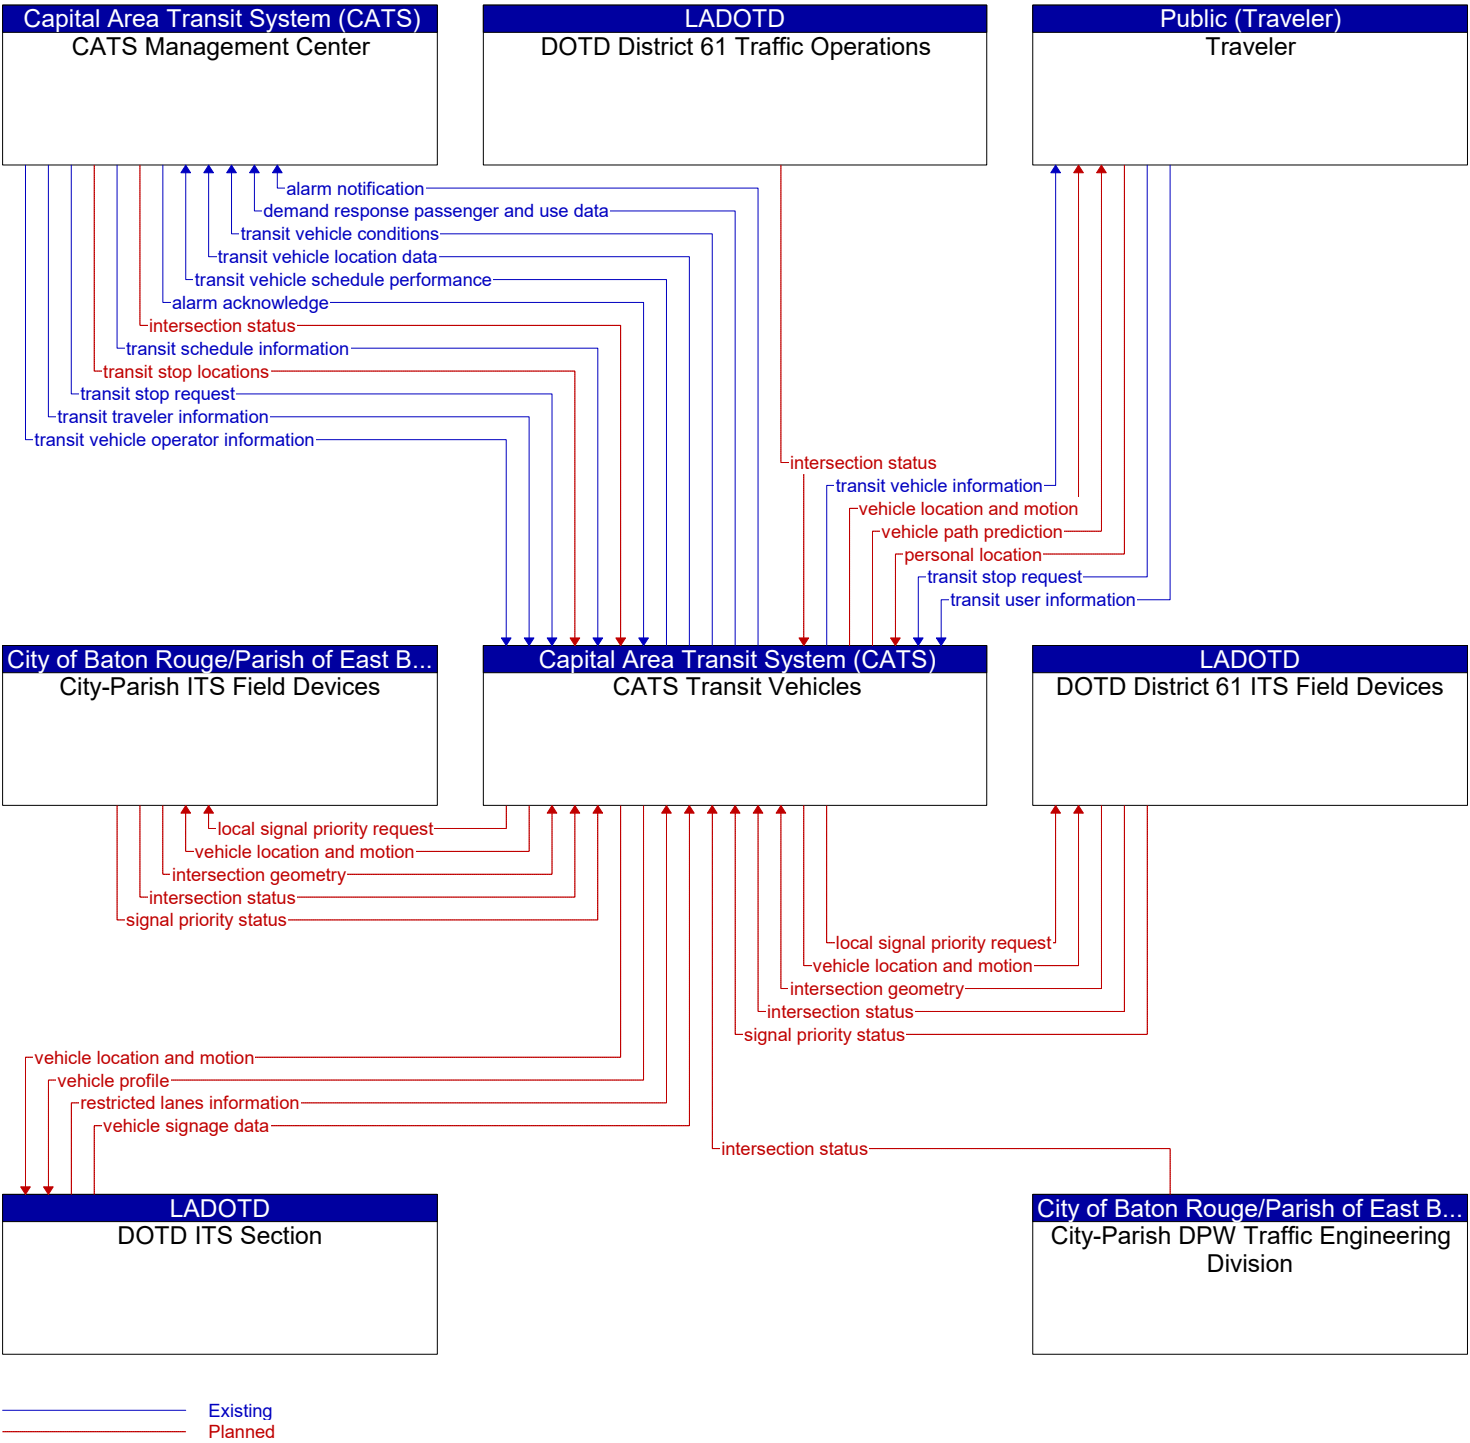 Capital Area Transit System (CATS)
CATS Management Center
LADOTD
DOTD District 61 Traffic Operations
Public (Traveler)
Traveler
alarm notification
demand response passenger and use data
transit vehicle conditions
transit vehicle location data
transit vehicle schedule performance
alarm acknowledge
intersection status
transit schedule information
transit stop locations
transit stop request
transit traveler information
transit vehicle operator information
intersection status
transit vehicle information
vehicle location and motion
vehicle path prediction
personal location
transit stop request
transit user information
City of Baton Rouge/Parish of East B...
City-Parish ITS Field Devices
Capital Area Transit System (CATS)
CATS Transit Vehicles
LADOTD
DOTD District 61 ITS Field Devices
local signal priority request
vehicle location and motion
intersection geometry
intersection status
signal priority status
local signal priority request
vehicle location and motion
intersection geometry
intersection status
signal priority status
vehicle location and motion
vehicle profile
restricted lanes information
vehicle signage data
intersection status
LADOTD
DOTD ITS Section
City of Baton Rouge/Parish of East B...
City-Parish DPW Traffic Engineering
Division
Existing
Planned